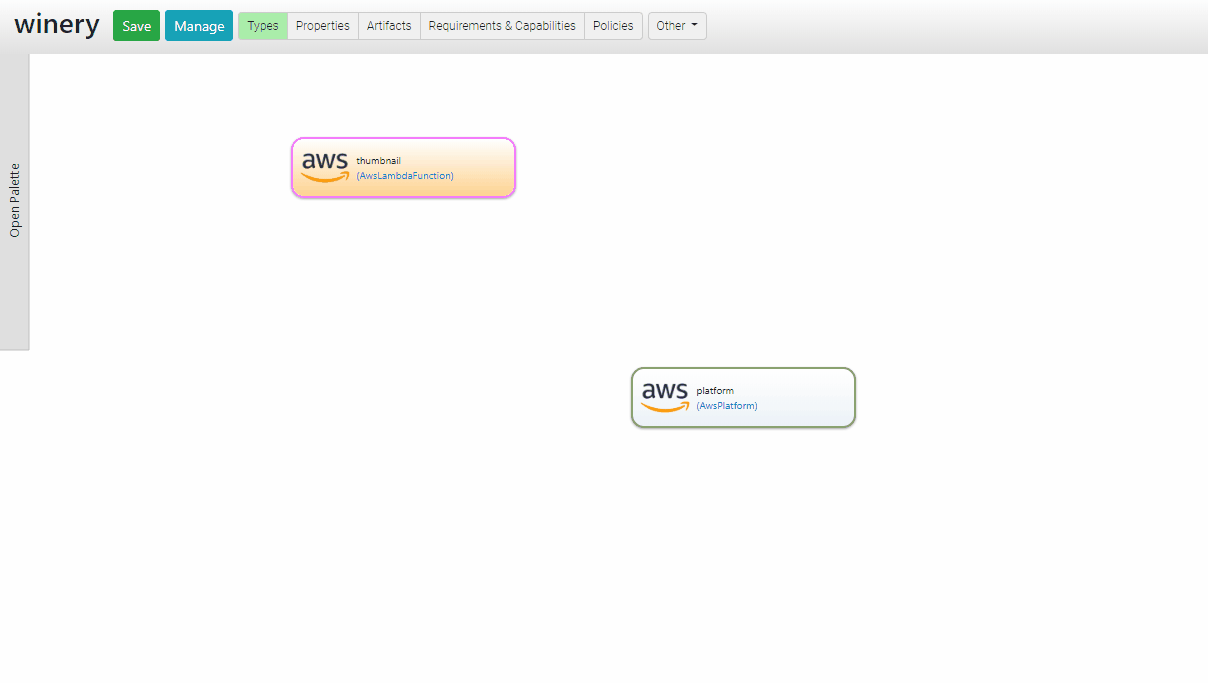 winery Save Manage Types Properties Artifacts Requirements & Capabilities Policies Other
Open Palette
aws thumbnail
(AwsLambdaFunction)
aws platform
(AwsPlatform)